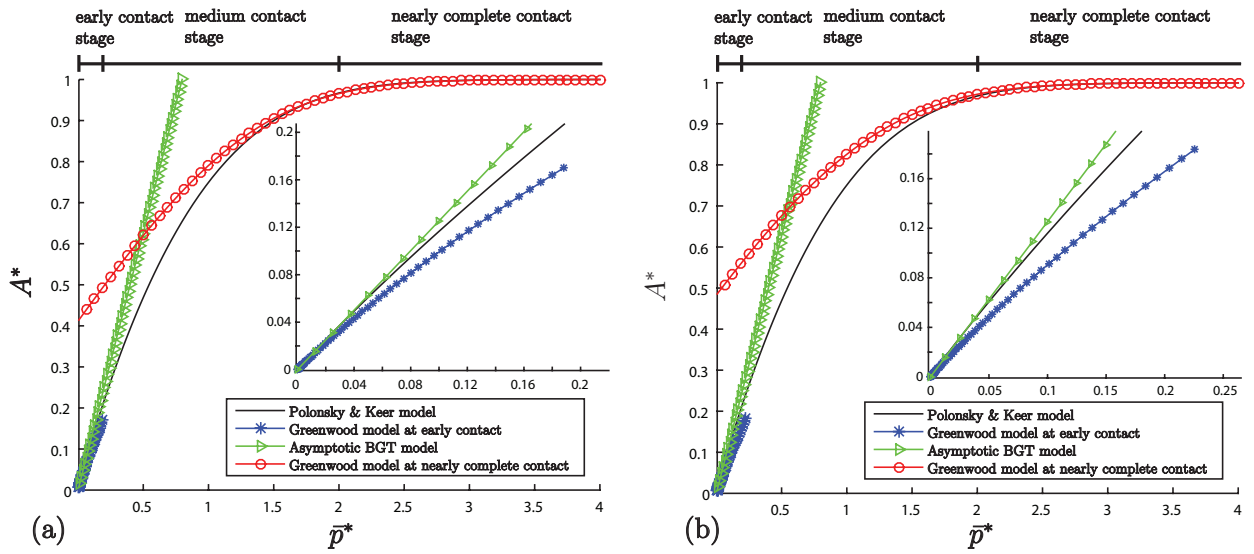 early contact
stage
medium contact
stage
nearly complete contact
stage
1
0.9
0.8
0.7
0.6
0.5
0.4
0.3
0.2
0.1
0
A*
0.2
0.16
0.12
0.08
0.04
0
0.04
0.08
0.12
0.16
0.2
Polonsky & Keer model
Greenwood model at early contact
Asymptotic BGT model
Greenwood model at nearly complete contact
0.5
1
1.5
2
2.5
3
3.5
4
(a)
p̄*
early contact
stage
medium contact
stage
nearly complete contact
stage
1
0.9
0.8
0.7
0.6
0.5
0.4
0.3
0.2
0.1
0
A*
0.16
0.12
0.08
0.04
0
0
0.05
0.1
0.15
0.2
0.25
Polonsky & Keer model
Greenwood model at early contact
Asymptotic BGT model
Greenwood model at nearly complete contact
0.5
1
1.5
2
2.5
3
3.5
4
(b)
p̄*